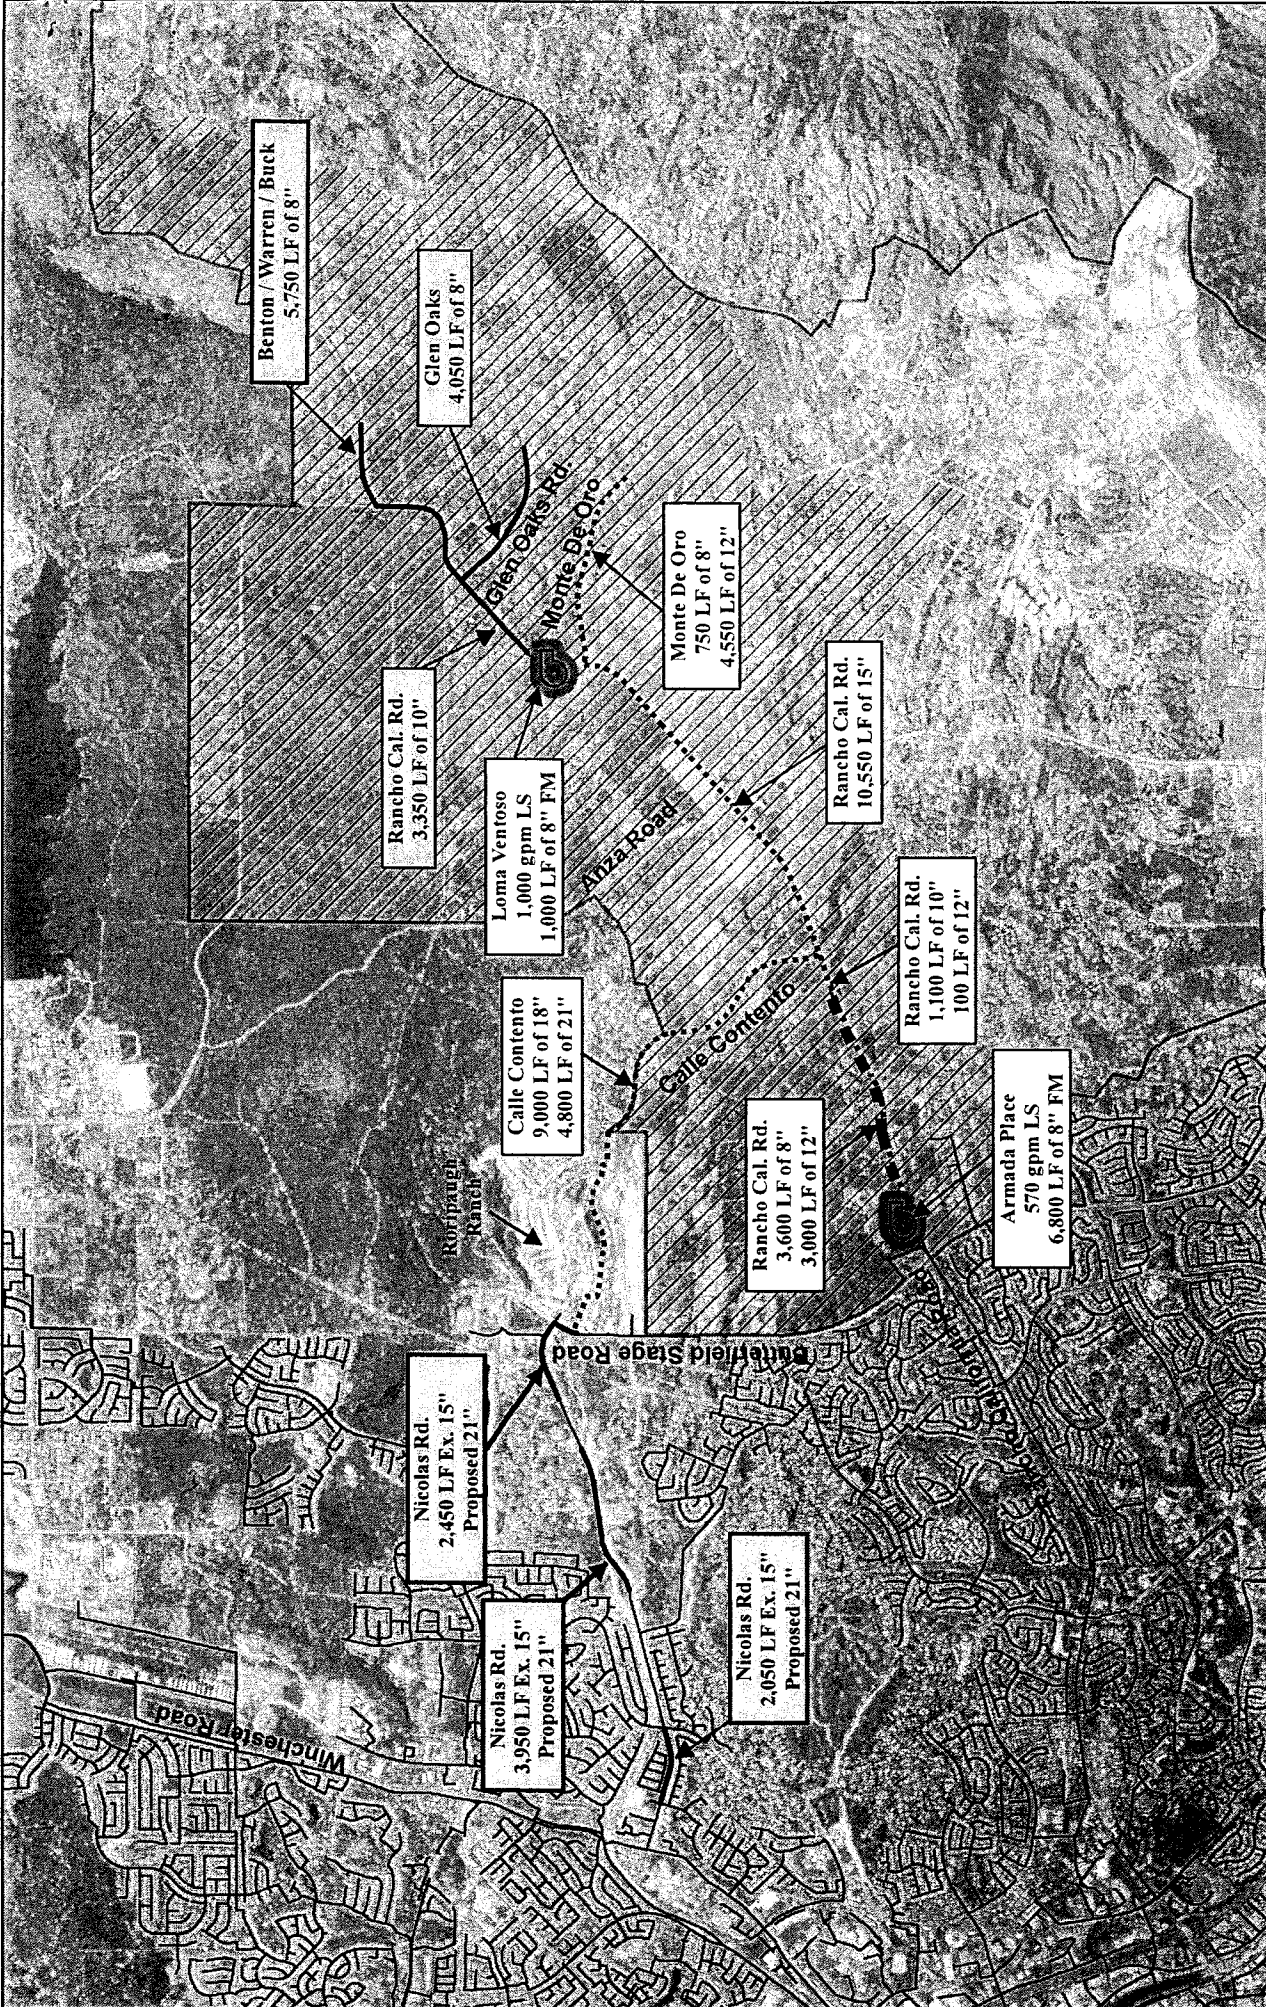 Benton / Warren / Buck
5,750 LF of 8"
Glen Oaks
4,050 LF of 8"
Glen Oaks Rd.
Monte De Oro
Rancho Cal. Rd.
3,350 LF of 10"
Monte De Oro
750 LF of 8"
4,550 LF of 12"
Loma Ventoso
1,000 gpm LS
1,000 LF of 8" FM
Anza Road
Rancho Cal. Rd.
10,550 LF of 15"
Calle Contento
9,000 LF of 18"
4,800 LF of 21"
Calle Contento
Rancho Cal. Rd.
1,100 LF of 10"
100 LF of 12"
Roripaugh
Ranch
Rancho Cal. Rd.
3,600 LF of 8"
3,000 LF of 12"
Armada Place
570 gpm LS
6,800 LF of 8" FM
Butterfield Stage Road
Rancho California Road
Nicolas Rd.
2,450 LF Ex. 15"
Proposed 21"
Nicolas Rd.
3,950 LF Ex. 15"
Proposed 21"
Nicolas Rd.
2,050 LF Ex. 15"
Proposed 21"
Winchester Road